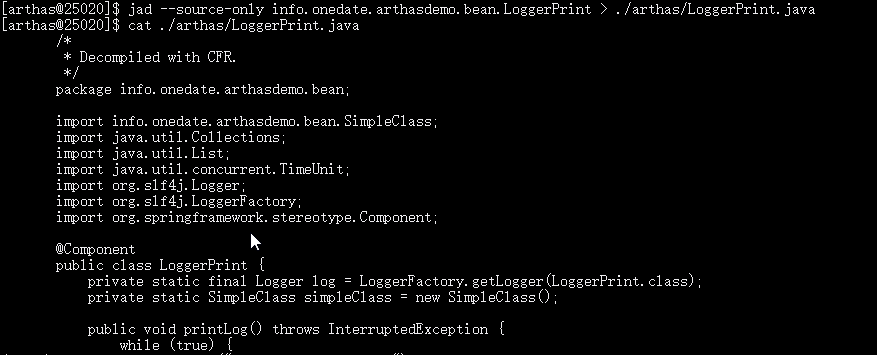 [arthas@25020]$ jad --source-only info.onedate.arthasdemo.bean.LoggerPrint > ./arthas/LoggerPrint.java
[arthas@25020]$ cat ./arthas/LoggerPrint.java
/*
* Decompiled with CFR.
*/
package info.onedate.arthasdemo.bean;
import info.onedate.arthasdemo.bean.SimpleClass;
import java.util.Collections;
import java.util.List;
import java.util.concurrent.TimeUnit;
import org.slf4j.Logger;
import org.slf4j.LoggerFactory;
import org.springframework.stereotype.Component;
@Component
public class LoggerPrint {
private static final Logger log = LoggerFactory.getLogger(LoggerPrint.class);
private static SimpleClass simpleClass = new SimpleClass();
public void printLog() throws InterruptedException {
while (true) {